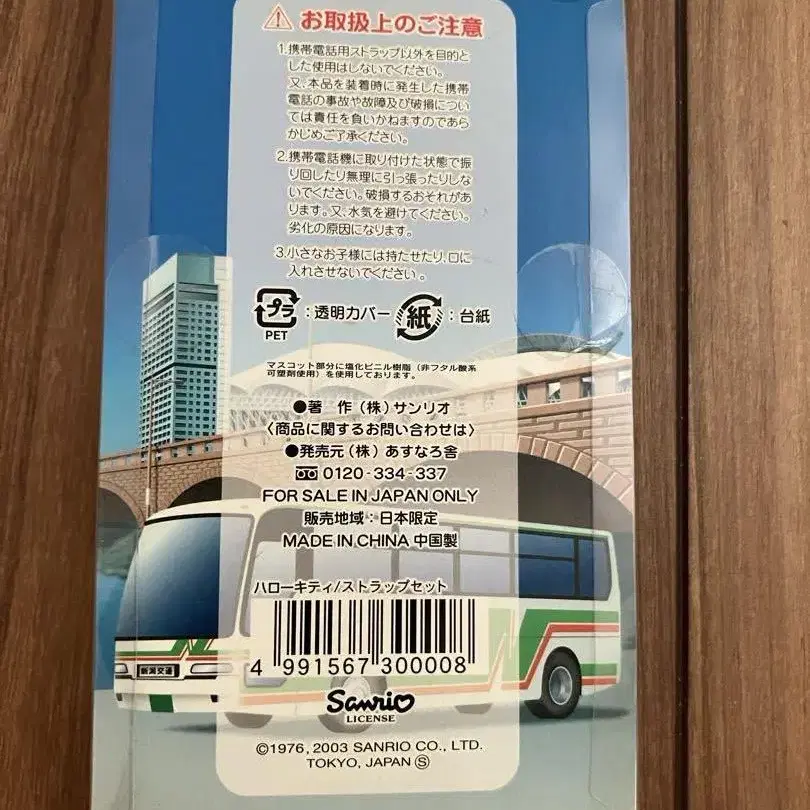 お取扱上のご注意
1.携帯電話用ストラップ以外を目的と
した使用はしないでください。
又、本品を装着時に発生した携帯
電話の事故や故障及び破損につい
ては責任を負いかねますのであら
かじめご了承ください。
2.携帯電話機に取り付けた状態で振
り回したり無理に引っ張ったりしな
いでください。破損するおそれがあ
ります。又、水気を避けてください。
劣化の原因になります。
3.小さなお子様には持たせたり、口に
入れさせないでください。
プラ
PET
:透明カバー
紙
:台紙
マスコット部分に塩化ビニル樹脂(非フタル酸系
可塑剤使用)を使用しております。
●著 作(株)サンリオ
〈商品に関するお問い合わせは〉
●発売元(株)あすなろ舎
0120-334-337
FOR SALE IN JAPAN ONLY
販売地域:日本限定
MADE IN CHINA 中国製
ハローキティ/ストラップセット
4 991567 300008
新潟交通
Sanrio
LICENSE
©1976, 2003 SANRIO CO., LTD.
TOKYO, JAPAN Ⓢ